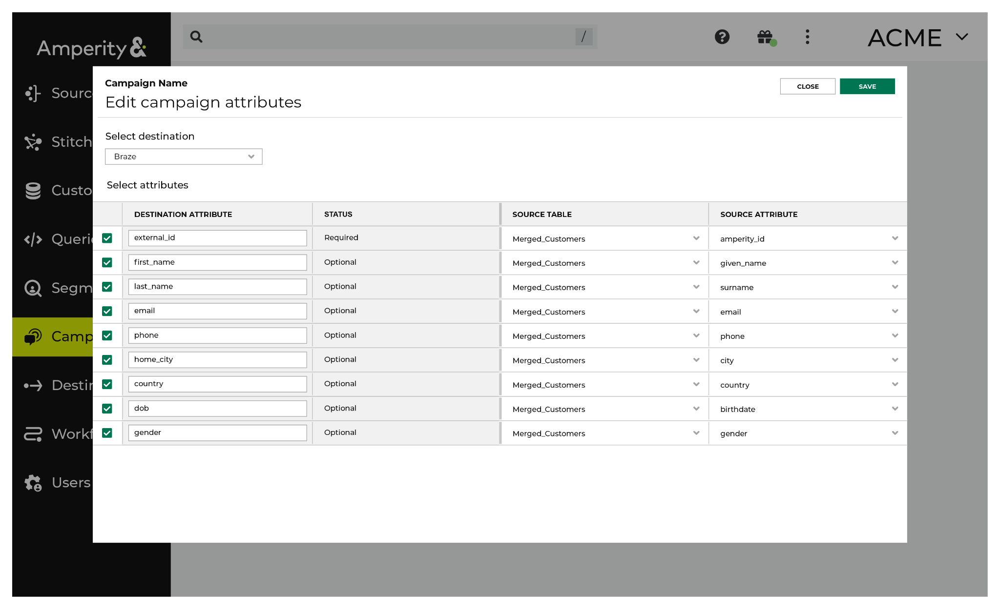 Amperity
/
ACME
Sourc
Stitch
Custo
Queri
Segm
Camp
Destin
Workf
Users
Campaign Name
Edit campaign attributes
CLOSE
SAVE
Select destination
Braze
Select attributes
DESTINATION ATTRIBUTE STATUS SOURCE TABLE SOURCE ATTRIBUTE
external_id Required Merged_Customers amperity_id
first_name Optional Merged_Customers given_name
last_name Optional Merged_Customers surname
email Optional Merged_Customers email
phone Optional Merged_Customers phone
home_city Optional Merged_Customers city
country Optional Merged_Customers country
dob Optional Merged_Customers birthdate
gender Optional Merged_Customers gender